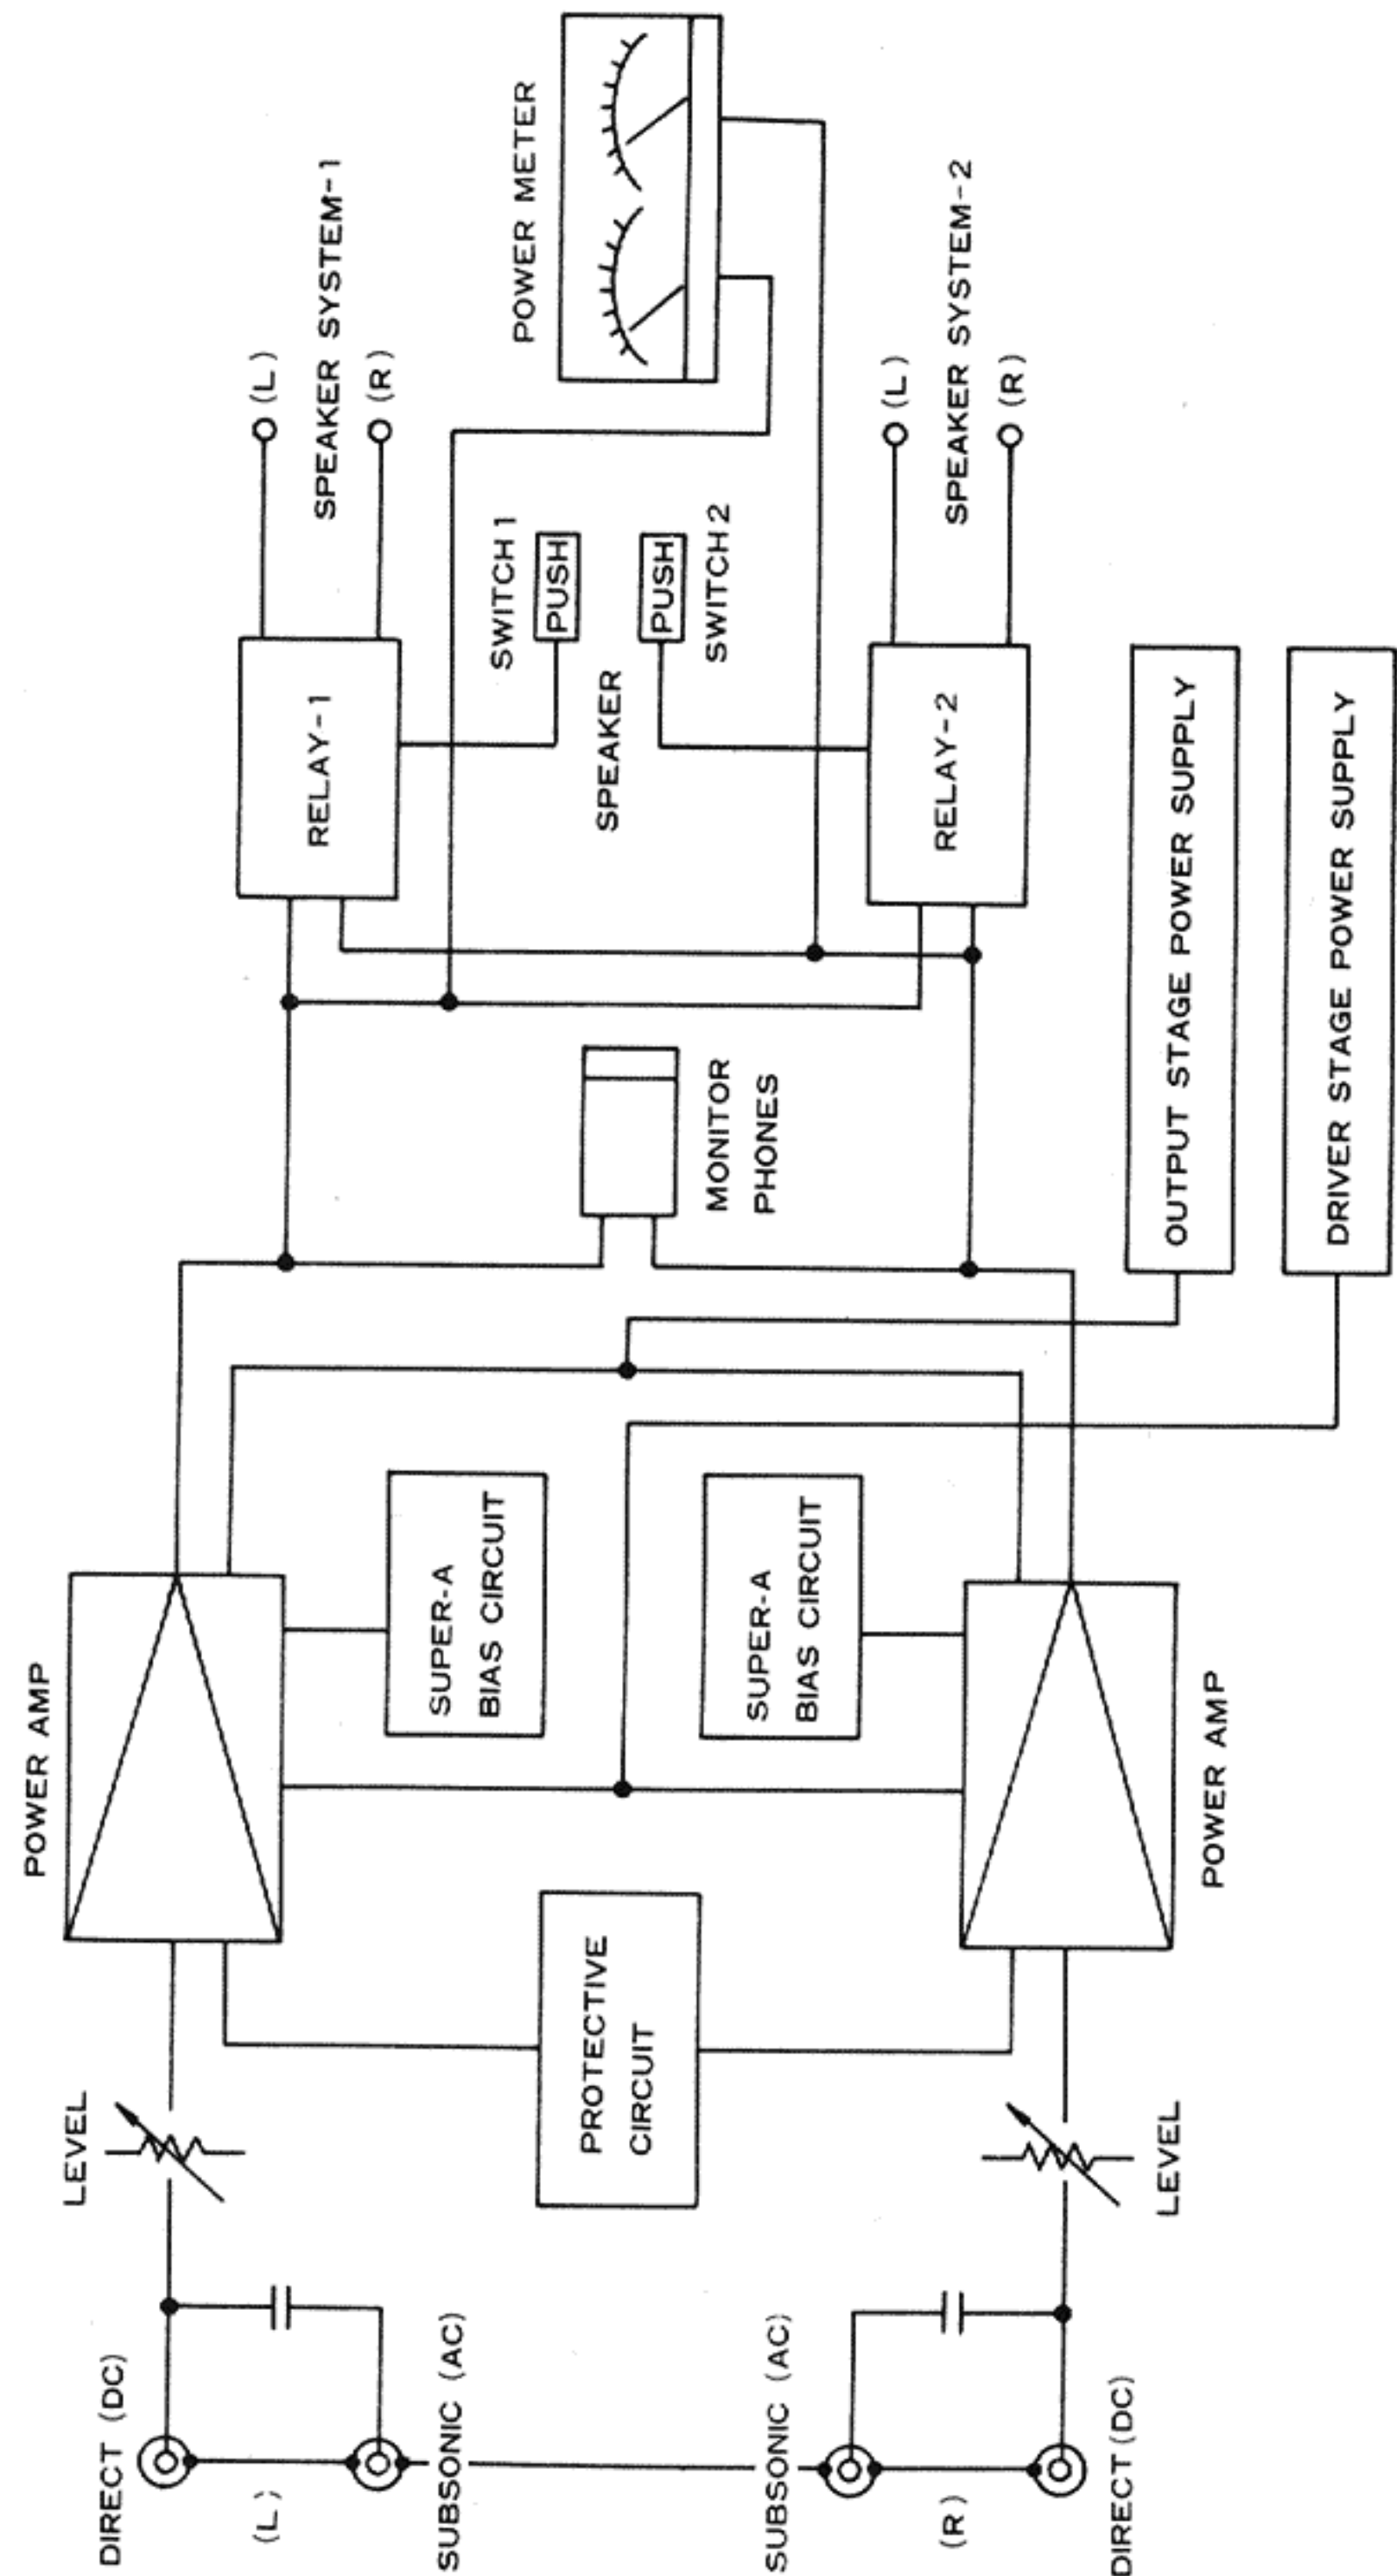 DIRECT (DC)
(L)
SUBSONIC (AC)
SUBSONIC (AC)
(R)
DIRECT (DC)
LEVEL
LEVEL
PROTECTIVE
CIRCUIT
POWER AMP
POWER AMP
SUPER-A
BIAS CIRCUIT
SUPER-A
BIAS CIRCUIT
MONITOR
PHONES
RELAY-1
RELAY-2
SPEAKER
SWITCH 1
PUSH
PUSH
SWITCH 2
(L)
SPEAKER SYSTEM-1
(R)
POWER METER
(L)
SPEAKER SYSTEM-2
(R)
OUTPUT STAGE POWER SUPPLY
DRIVER STAGE POWER SUPPLY